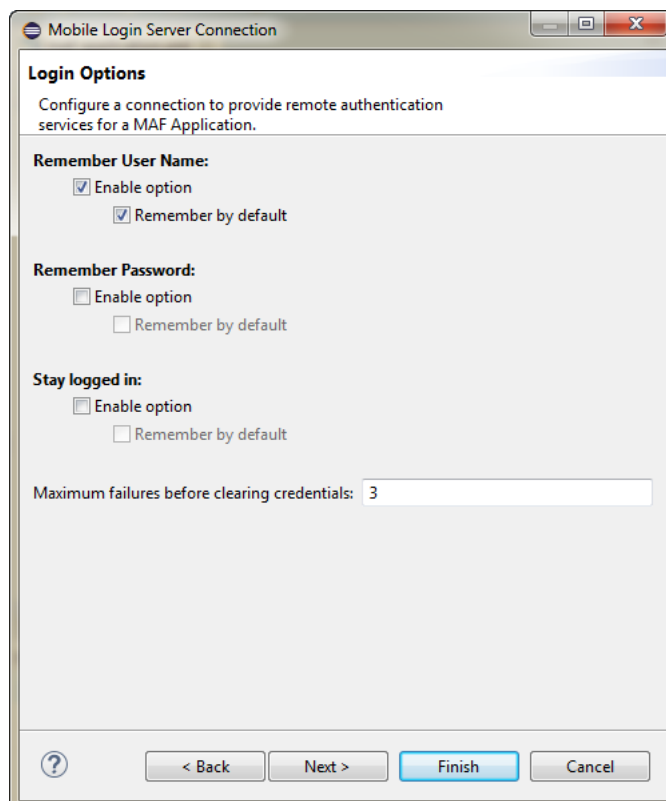 Mobile Login Server Connection
Login Options
Configure a connection to provide remote authentication
services for a MAF Application.
Remember User Name:
Enable option
Remember by default
Remember Password:
Enable option
Remember by default
Stay logged in:
Enable option
Remember by default
Maximum failures before clearing credentials: 3
? < Back Next > Finish Cancel